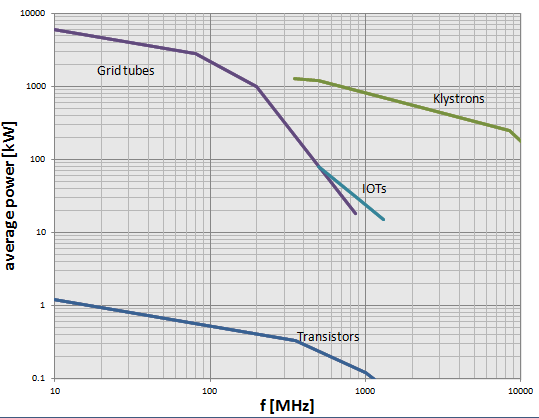 10000
1000
100
10
1
0.1
average power [kW]
Grid tubes
Klystrons
IOTs
Transistors
10
100
1000
10000
f [MHz]